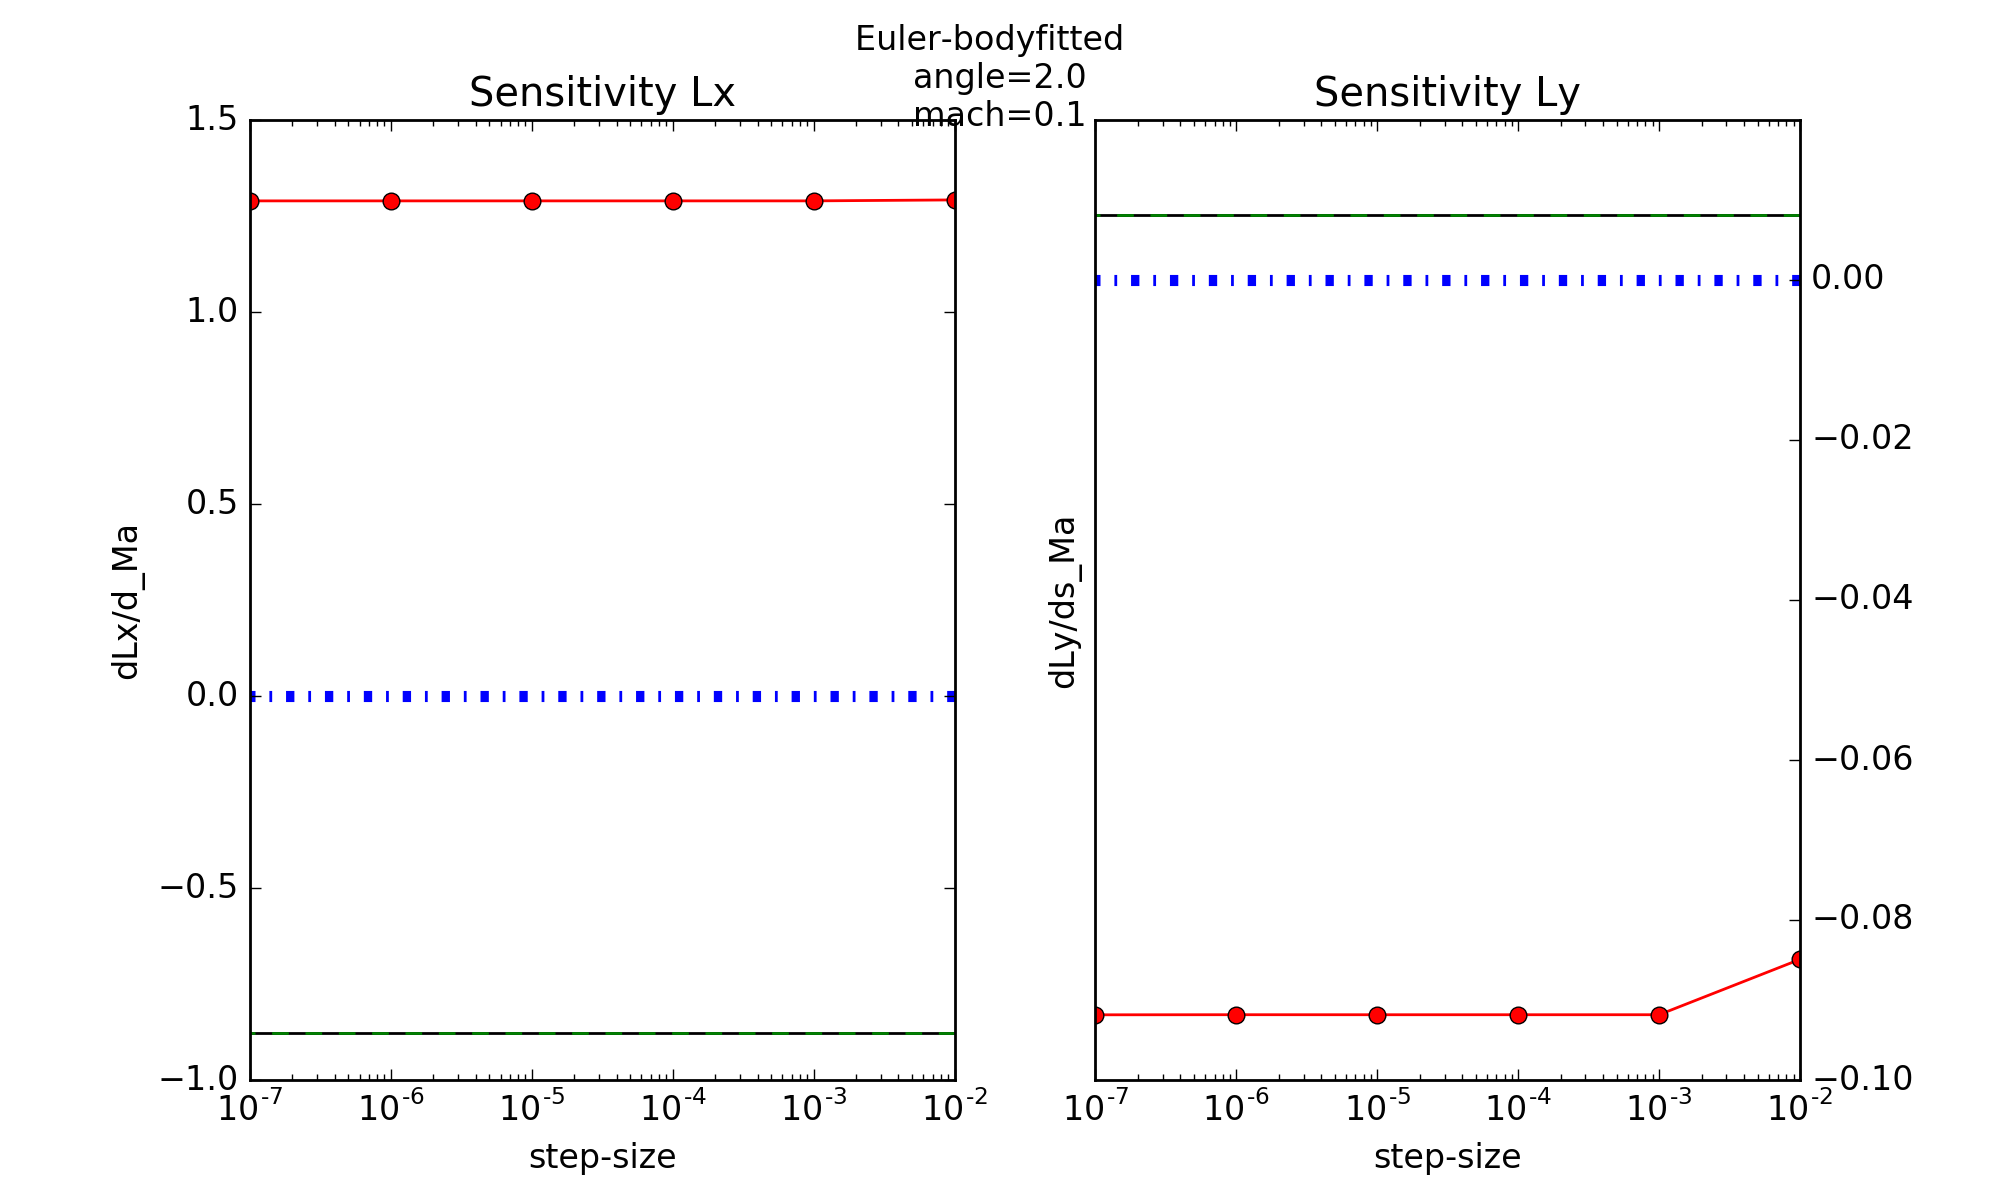 Euler-bodyfitted
angle=2.0
mach=0.1
Sensitivity Lx
1.5
1.0
0.5
0.0
−0.5
−1.0
dLx/d_Ma
10^-7 10^-6 10^-5 10^-4 10^-3 10^-2
step-size
Sensitivity Ly
dLy/ds_Ma
0.00
−0.02
−0.04
−0.06
−0.08
−0.10
10^-7 10^-6 10^-5 10^-4 10^-3 10^-2
step-size